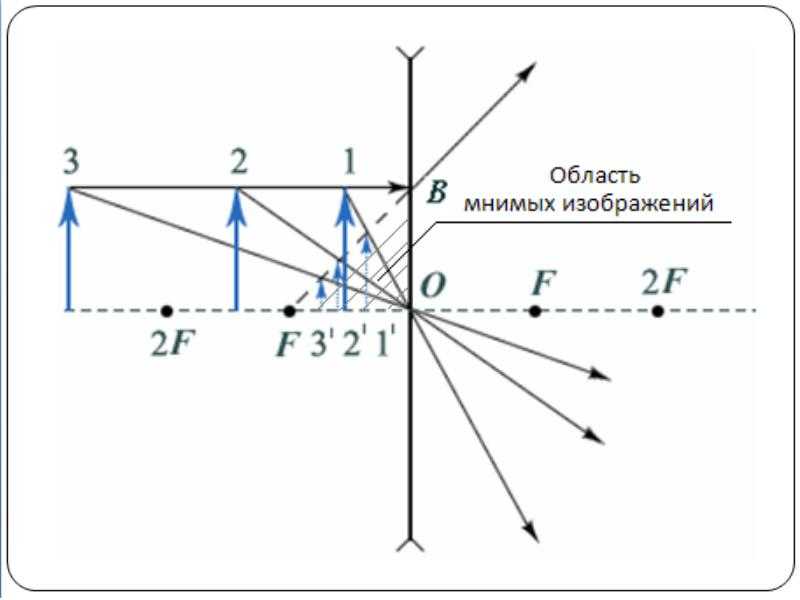 3 2 1
B
Область
мнимых изображений
O F 2F
2F F 3' 2' 1'